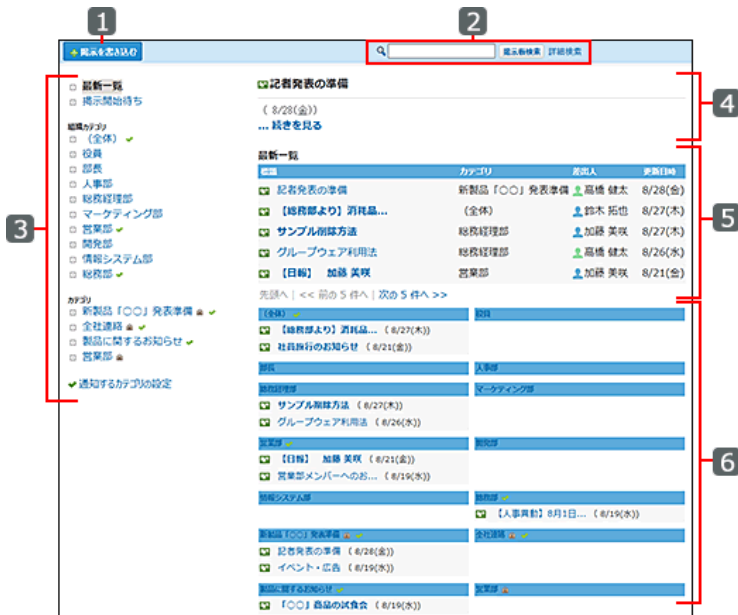 1
2
掲示を書き込む
掲示板検索 詳細検索
3
最新一覧
掲示開始待ち
組織カテゴリ
（全体）
役員
部長
人事部
総務経理部
マーケティング部
営業部
開発部
情報システム部
総務部
カテゴリ
新製品「〇〇」発表準備
全社連絡
製品に関するお知らせ
営業部
通知するカテゴリの設定
4
記者発表の準備
( 8/28(金))
... 続きを見る
5
最新一覧
標題 カテゴリ 差出人 更新日時
記者発表の準備 新製品「〇〇」発表準備 高橋 健太 8/28(金)
【総務部より】消耗品... （全体） 鈴木 拓也 8/27(木)
サンプル削除方法 総務経理部 加藤 美咲 8/27(木)
グループウェア利用法 総務経理部 高橋 健太 8/26(水)
【日報】 加藤 美咲 営業部 加藤 美咲 8/21(金)
先頭へ | << 前の 5 件へ | 次の 5 件へ >>
6
（全体） 役員
【総務部より】消耗品... ( 8/27(木))
社員旅行のお知らせ ( 8/21(金))
部長 人事部
総務経理部 マーケティング部
サンプル削除方法 ( 8/27(木))
グループウェア利用法 ( 8/26(水))
営業部 開発部
【日報】 加藤 美咲 ( 8/21(金))
営業部メンバーへのお... ( 8/19(水))
情報システム部 総務部
【人事異動】8月1日... ( 8/19(水))
新製品「〇〇」発表準備 全社連絡
記者発表の準備 ( 8/28(金))
イベント・広告 ( 8/19(水))
製品に関するお知らせ 営業部
「〇〇」商品の試食会 ( 8/19(水))